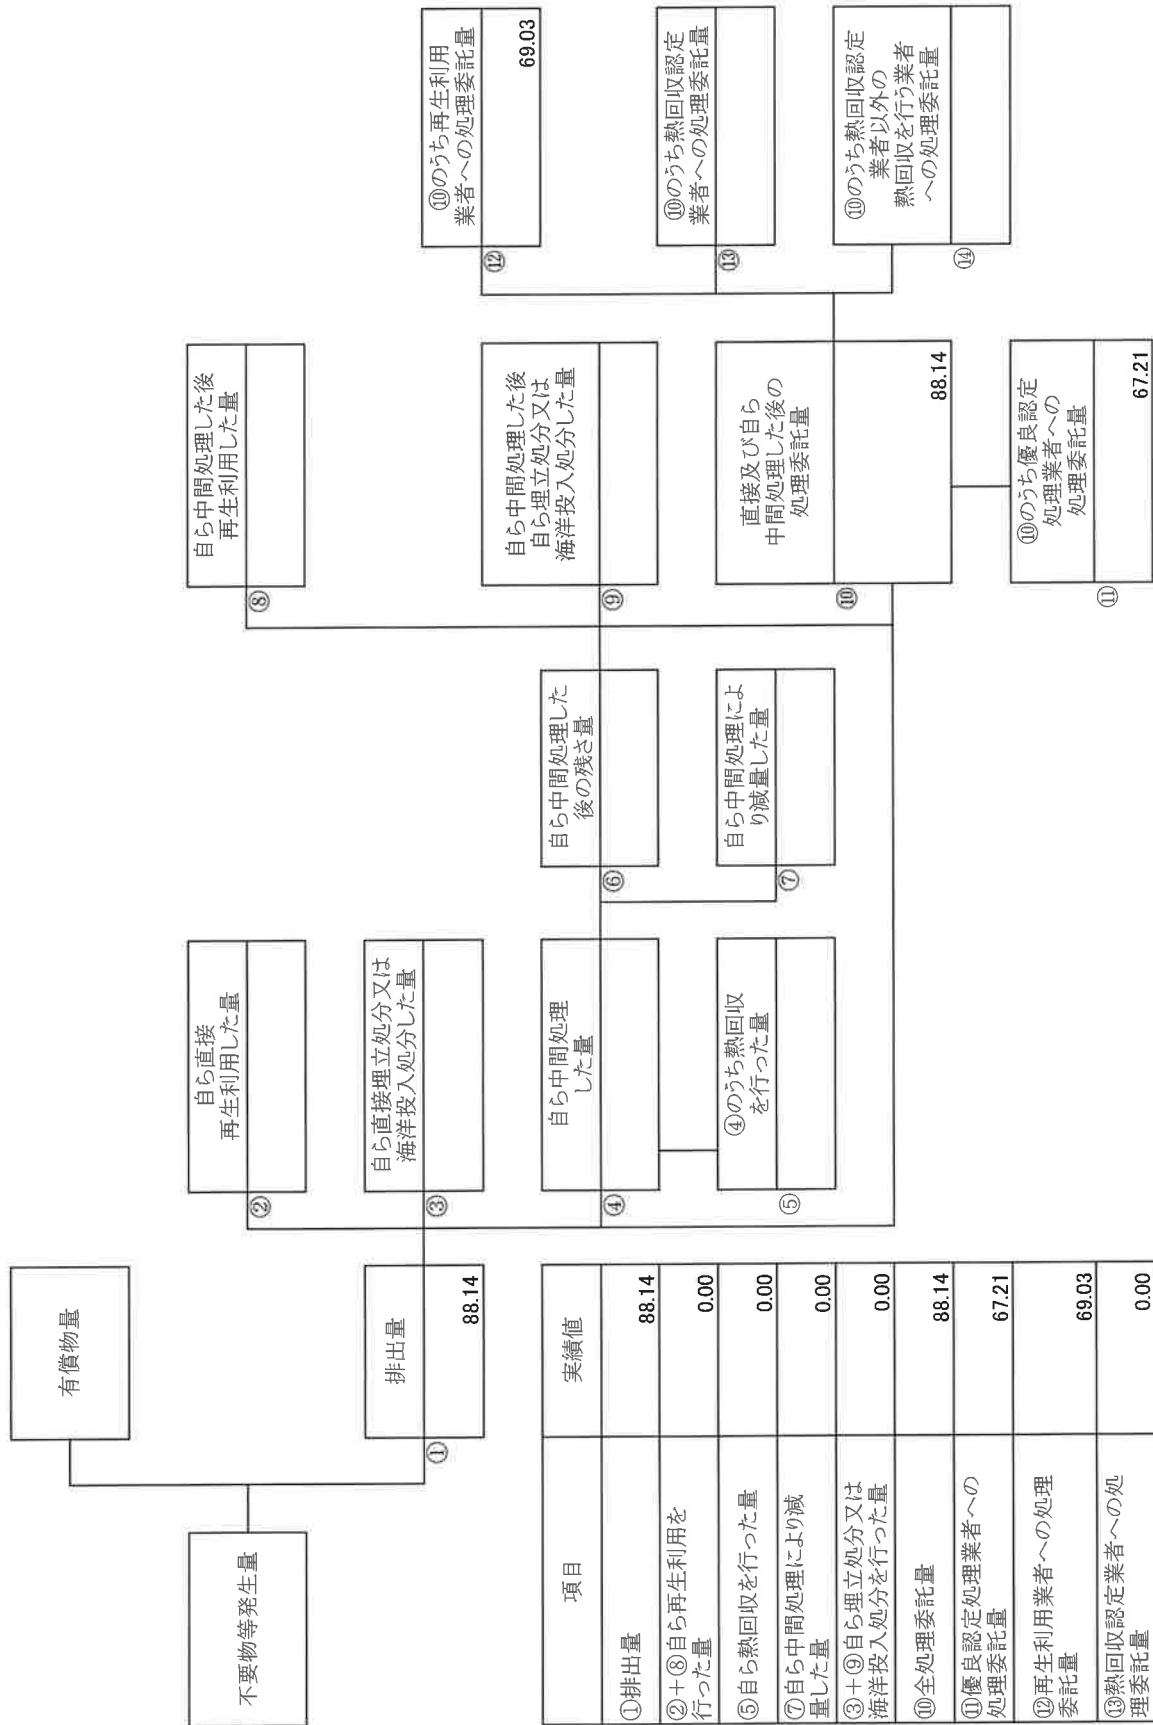 不要物等発生量
有償物量
排出量
①
88.14
自ら直接
再生利用した量
②
自ら直接埋立処分又は
海洋投入処分した量
③
自ら中間処理
した量
④
④のうち熱回収
を行った量
⑤
自ら中間処理した
後の残さ量
⑥
自ら中間処理によ
り減量した量
⑦
自ら中間処理した後
再生利用した量
⑧
自ら中間処理した後
自ら埋立処分又は
海洋投入処分した量
⑨
直接及び自ら
中間処理した後の
処理委託量
⑩
88.14
⑩のうち優良認定
処理業者への
処理委託量
⑪
67.21
⑩のうち再生利用
業者への処理委託量
⑫
69.03
⑩のうち熱回収認定
業者への処理委託量
⑬
⑩のうち熱回収認定
業者以外の
熱回収を行う業者
への処理委託量
⑭
項目 実績値
①排出量 88.14
②+⑧自ら再生利用を
行った量 0.00
⑤自ら熱回収を行った量 0.00
⑦自ら中間処理により減
量した量 0.00
③+⑨自ら埋立処分又は
海洋投入処分を行った量 0.00
⑩全処理委託量 88.14
⑪優良認定処理業者への
処理委託量 67.21
⑫再生利用業者への処理
委託量 69.03
⑬熱回収認定業者への処
理委託量 0.00